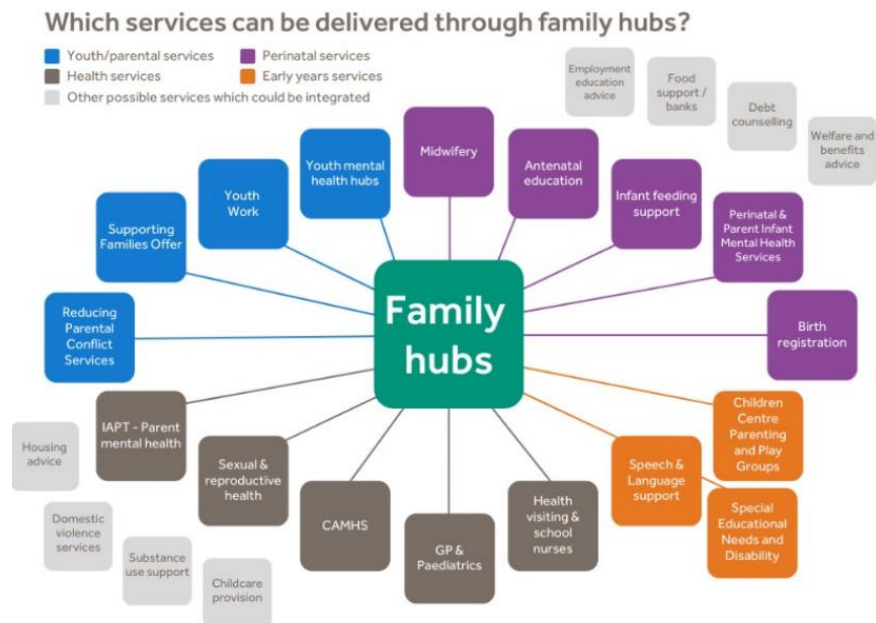 Which services can be delivered through family hubs?
Youth/parental services
Perinatal services
Health services
Early years services
Other possible services which could be integrated
Employment
education
advice
Food
support /
banks
Debt
counselling
Welfare and
benefits
advice
Midwifery
Youth mental
health hubs
Antenatal
education
Youth
Work
Infant feeding
support
Supporting
Families Offer
Perinatal &
Parent Infant
Mental Health
Services
Reducing
Parental
Conflict
Services
Family
hubs
Birth
registration
IAPT - Parent
mental health
Children
Centre
Parenting
and Play
Groups
Housing
advice
Sexual &
reproductive
health
Speech &
Language
support
CAMHS
GP &
Paediatrics
Health
visiting &
school
nurses
Special
Educational
Needs and
Disability
Domestic
violence
services
Substance
use support
Childcare
provision